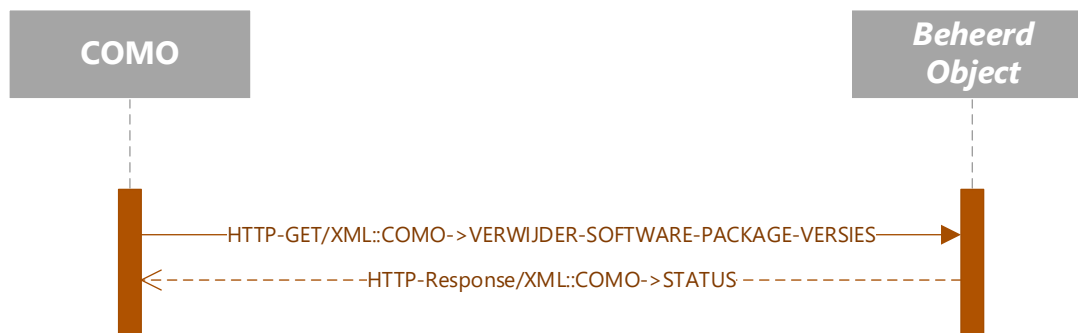 COMO
Beheerd
Object
HTTP-GET/XML::COMO->VERWIJDER-SOFTWARE-PACKAGE-VERSIES
HTTP-Response/XML::COMO->STATUS